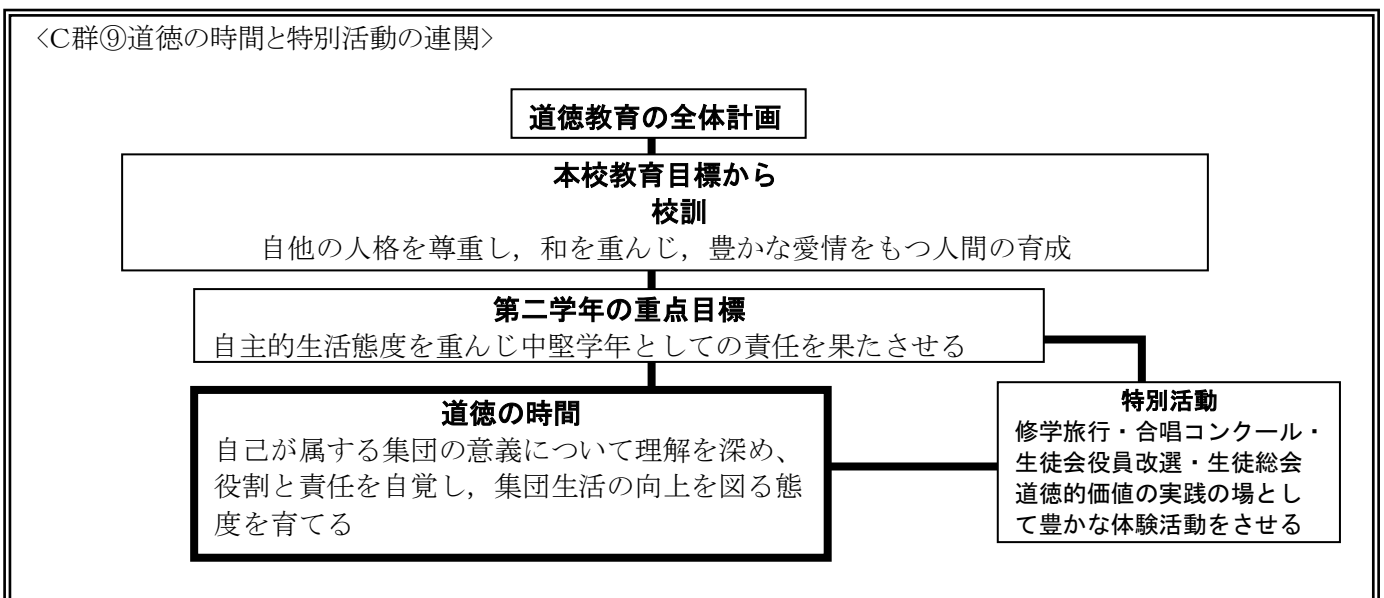 <C群⑨道徳の時間と特別活動の連関>
道徳教育の全体計画
本校教育目標から
校訓
自他の人格を尊重し，和を重んじ，豊かな愛情をもつ人間の育成
第二学年の重点目標
自主的生活態度を重んじ中堅学年としての責任を果たさせる
道徳の時間
自己が属する集団の意義について理解を深め、
役割と責任を自覚し，集団生活の向上を図る態
度を育てる
特別活動
修学旅行・合唱コンクール・
生徒会役員改選・生徒総会
道徳的価値の実践の場とし
て豊かな体験活動をさせる